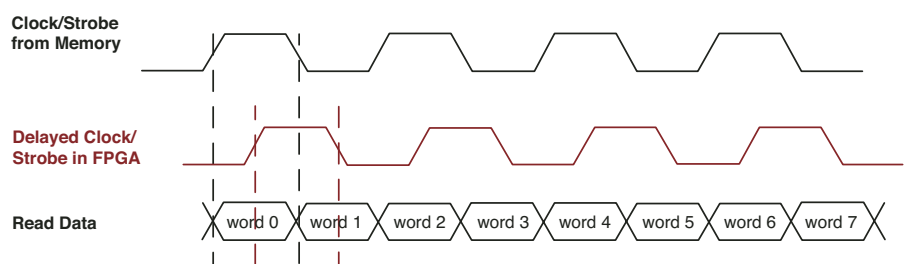 Clock/Strobe
from Memory
Delayed Clock/
Strobe in FPGA
Read Data
word 0
word 1
word 2
word 3
word 4
word 5
word 6
word 7